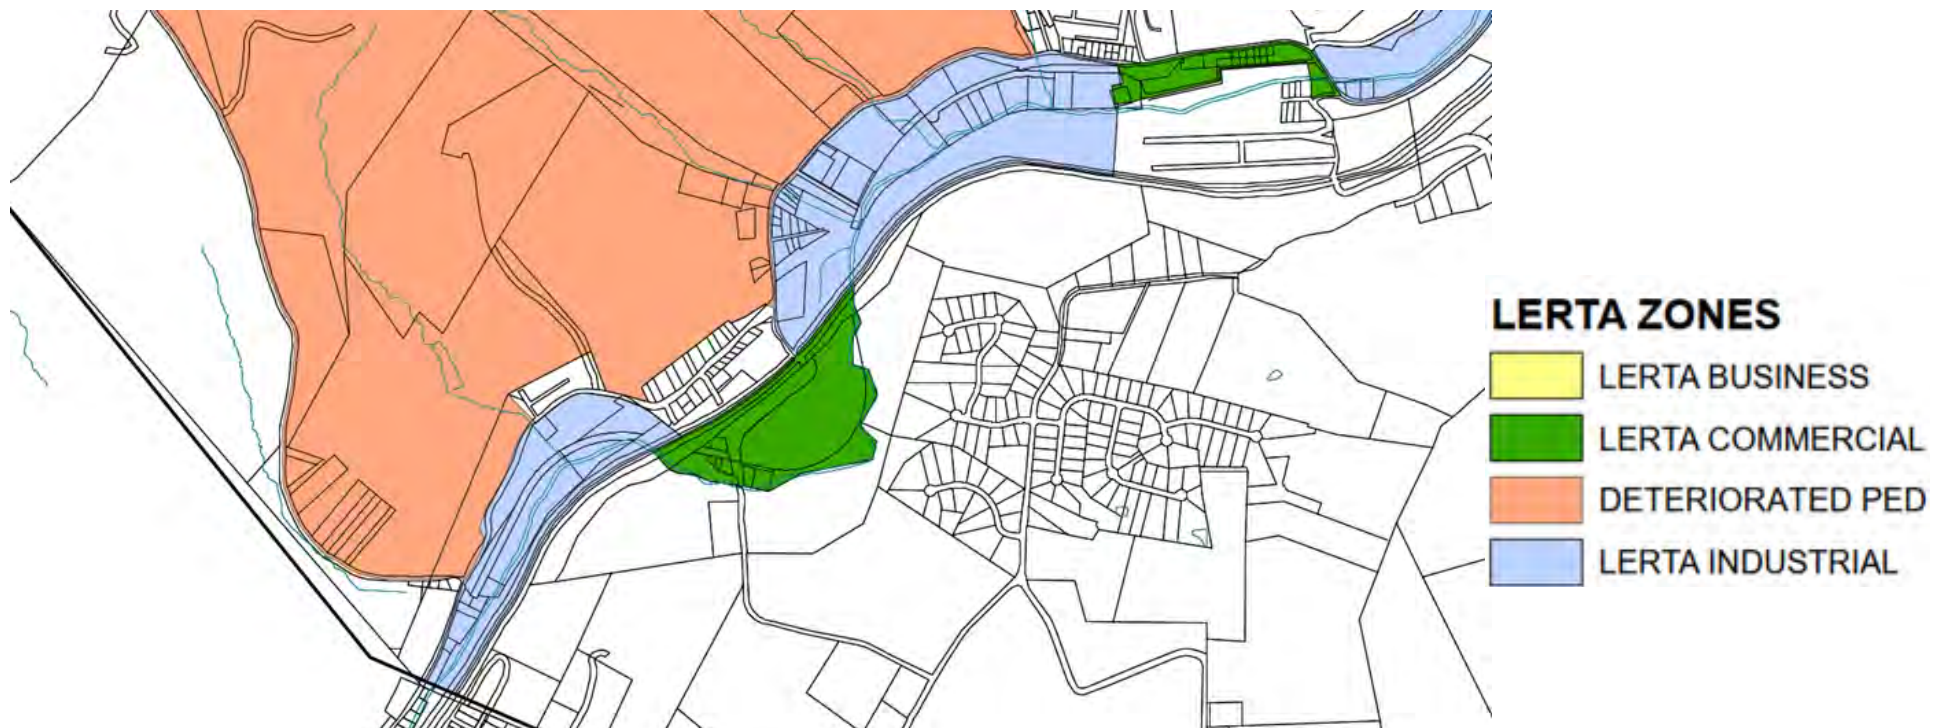 LERTA ZONES
LERTA BUSINESS
LERTA COMMERCIAL
DETERIORATED PED
LERTA INDUSTRIAL